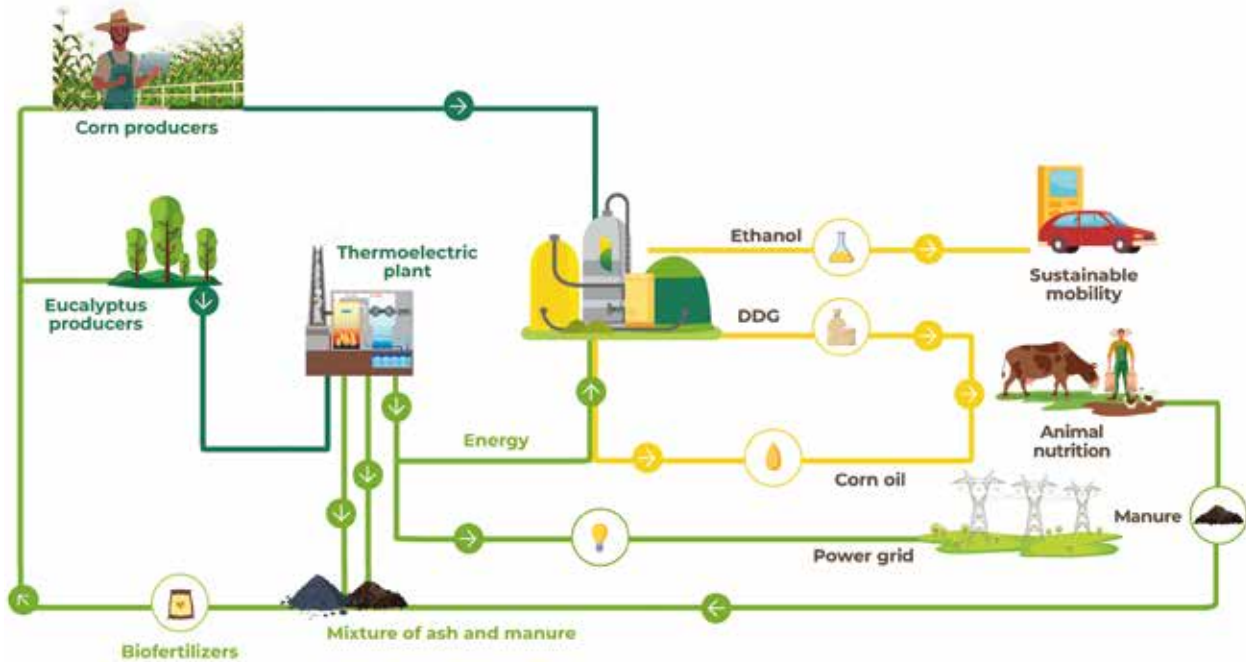 Corn producers
Thermoelectric
plant
Eucalyptus
producers
Ethanol
Sustainable
mobility
DDG
Energy
Animal
nutrition
Corn oil
Manure
Power grid
Mixture of ash and manure
Biofertilizers